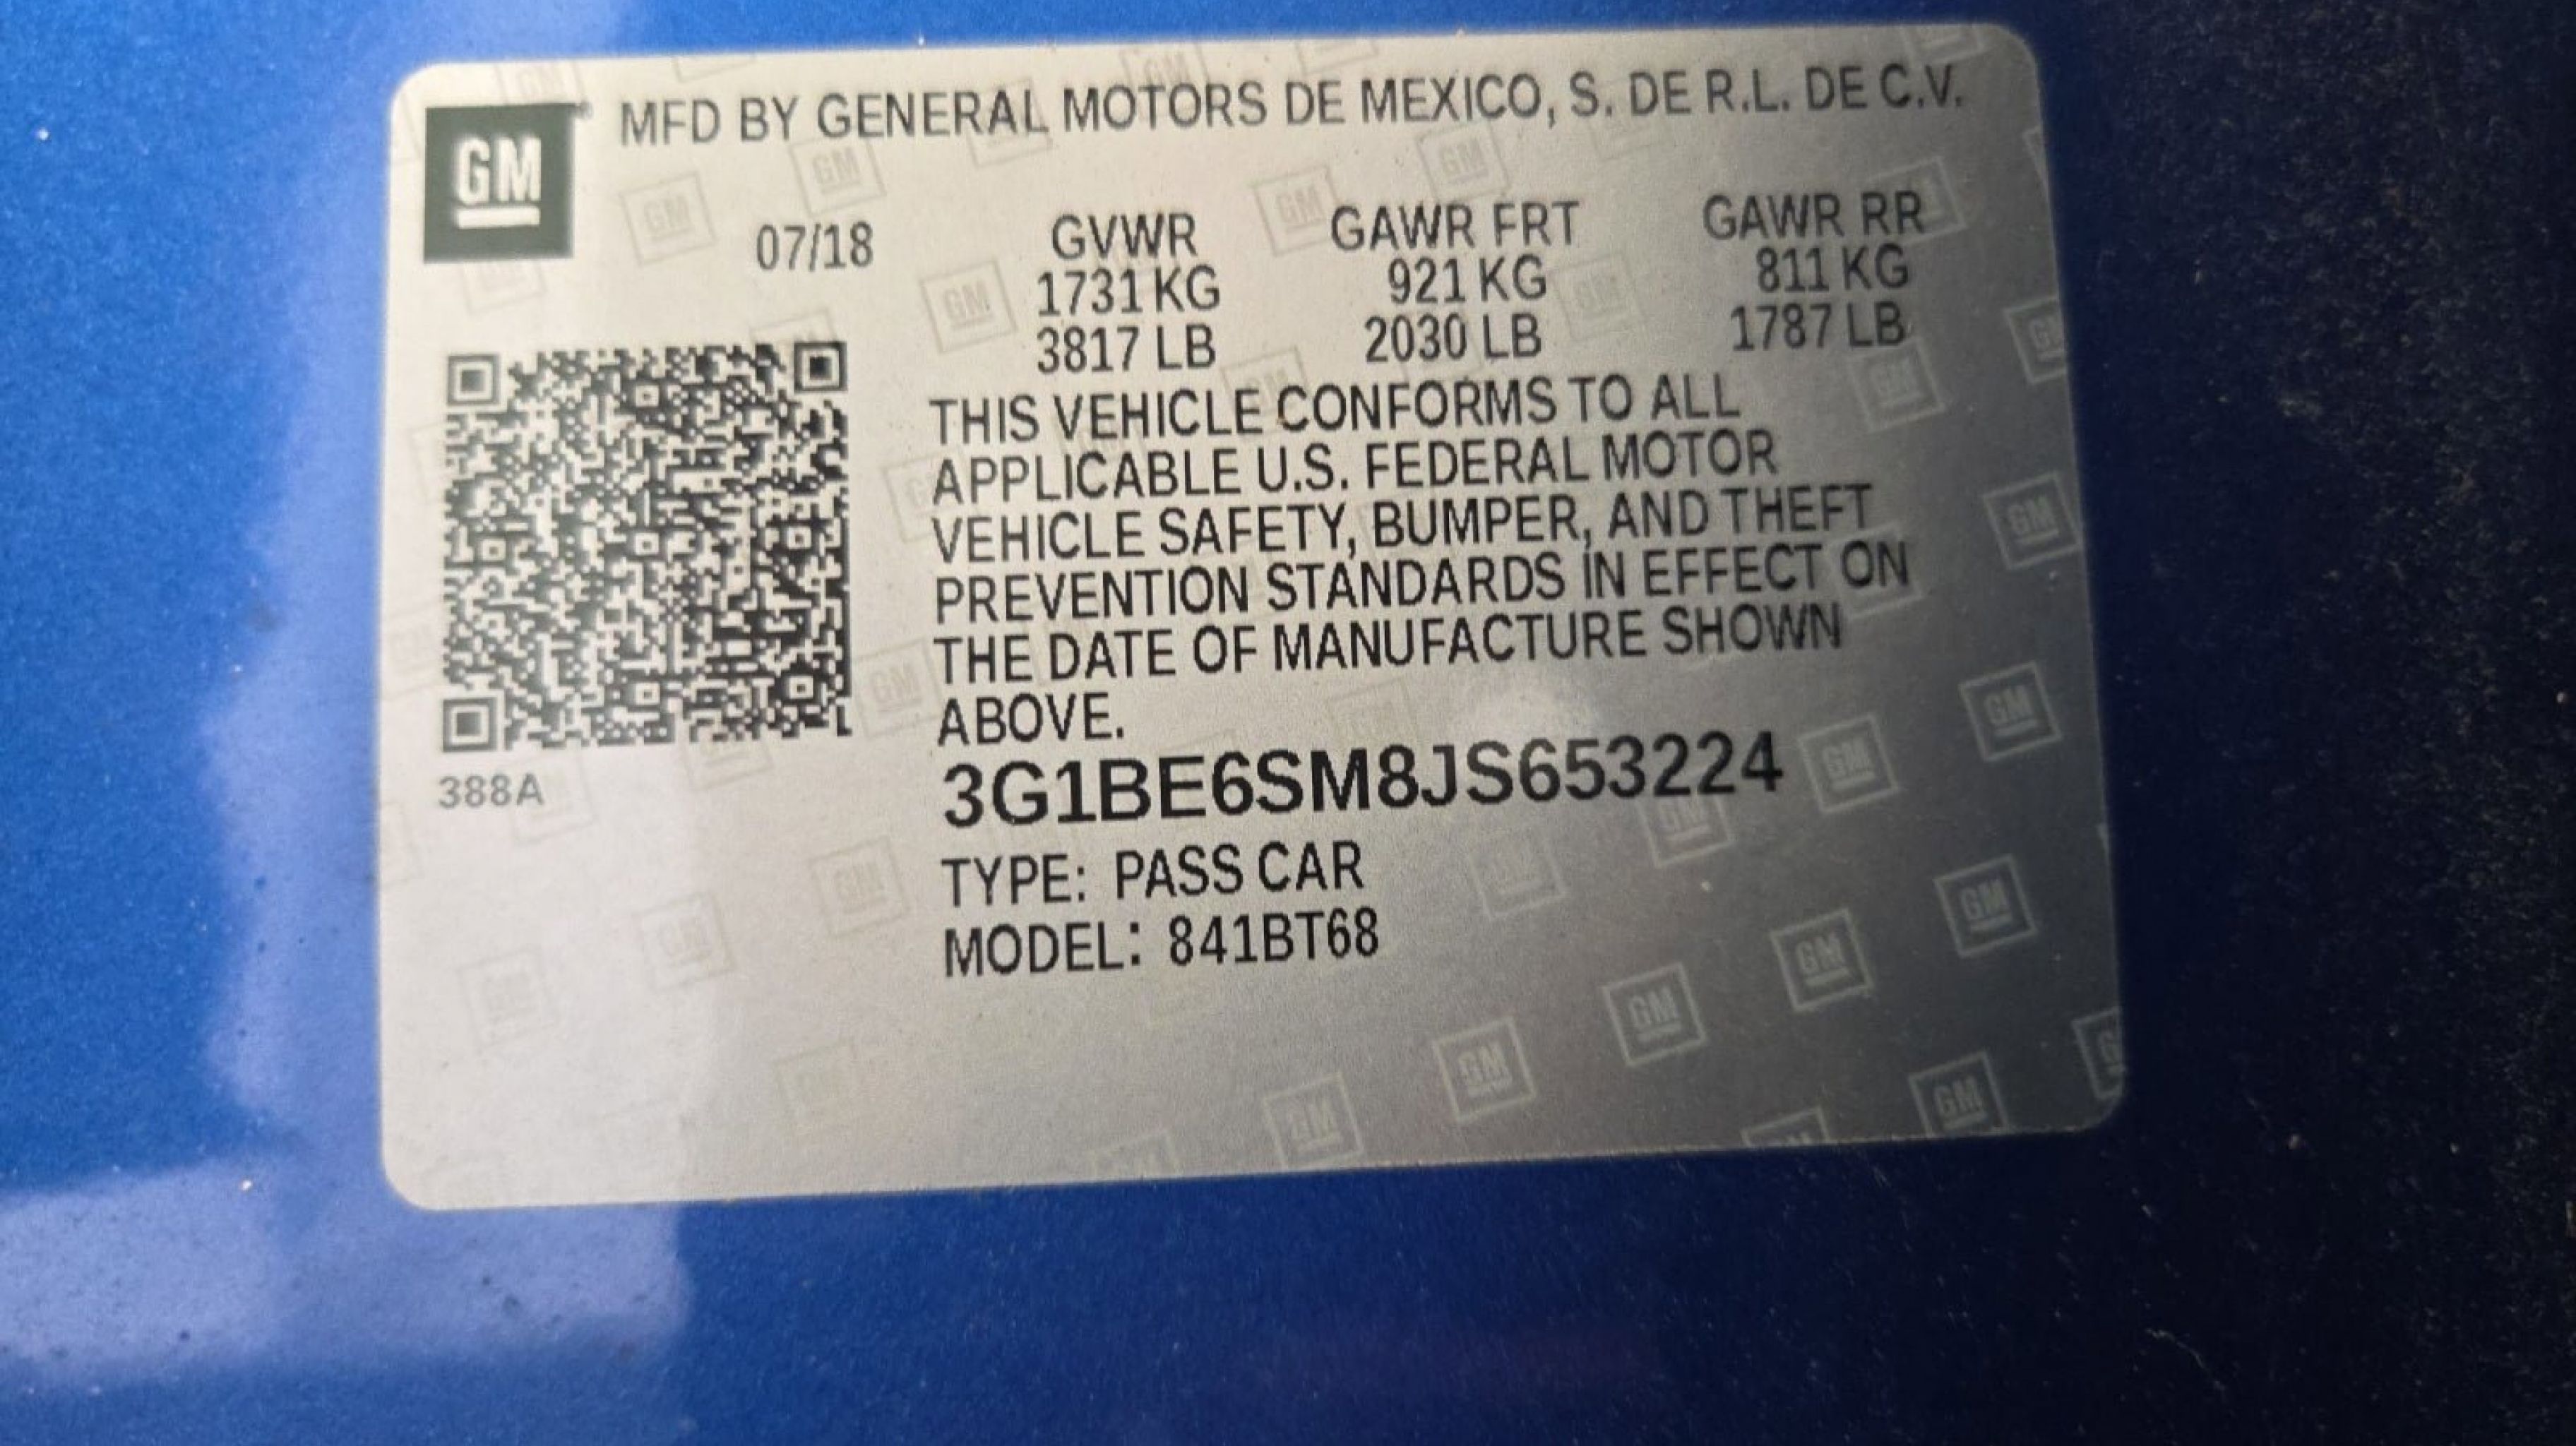 GM
MFD BY GENERAL MOTORS DE MEXICO, S. DE R.L. DE C.V.
07/18 GVWR GAWR FRT GAWR RR
1731 KG 921 KG 811 KG
3817 LB 2030 LB 1787 LB
THIS VEHICLE CONFORMS TO ALL
APPLICABLE U.S. FEDERAL MOTOR
VEHICLE SAFETY, BUMPER, AND THEFT
PREVENTION STANDARDS IN EFFECT ON
THE DATE OF MANUFACTURE SHOWN
ABOVE.
388A
3G1BE6SM8JS653224
TYPE: PASS CAR
MODEL: 841BT68